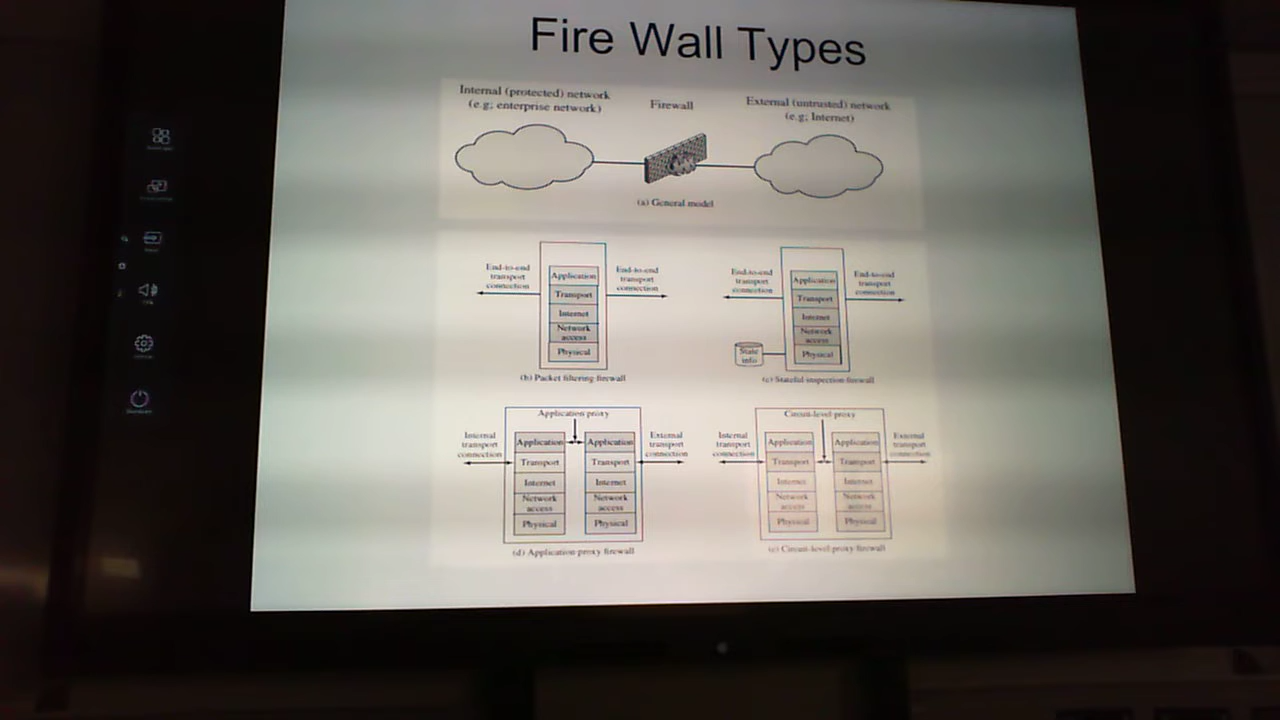 Fire Wall Types
Internal (protected) network
(e.g; enterprise network)
Firewall
External (untrusted) network
(e.g; Internet)
(a) General model
End-to-end
transport
connection
Application
Transport
Internet
Network
access
Physical
End-to-end
transport
connection
(b) Packet filtering firewall
End-to-end
transport
connection
Application
Transport
Internet
Network
access
Physical
End-to-end
transport
connection
State
info
(c) Stateful inspection firewall
Application proxy
Internal
transport
connection
Application
Transport
Internet
Network
access
Physical
Application
Transport
Internet
Network
access
Physical
External
transport
connection
(d) Application proxy firewall
Circuit-level proxy
Internal
transport
connection
Application
Transport
Internet
Network
access
Physical
Application
Transport
Internet
Network
access
Physical
External
transport
connection
(e) Circuit-level proxy firewall